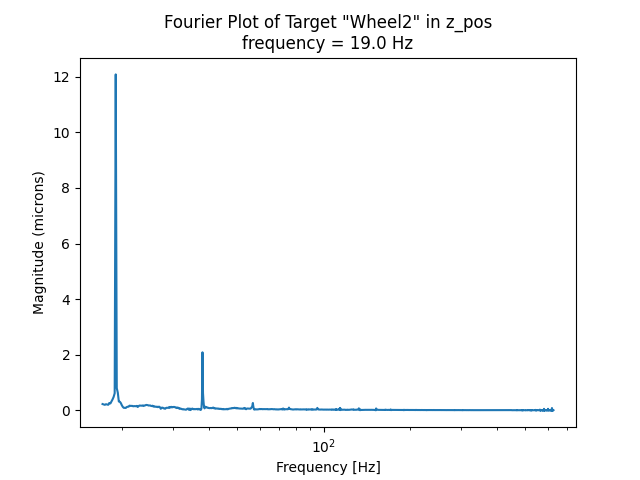 Fourier Plot of Target "Wheel2" in z_pos
frequency = 19.0 Hz
Magnitude (microns)
12
10
8
6
4
2
0
10²
Frequency [Hz]